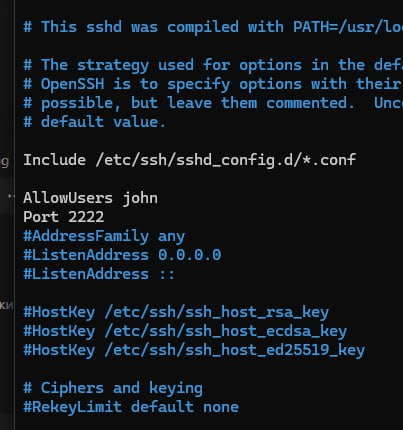 # This sshd was compiled with PATH=/usr/lo
# The strategy used for options in the defa
# OpenSSH is to specify options with their
# possible, but leave them commented.  Unco
# default value.
Include /etc/ssh/sshd_config.d/*.conf
AllowUsers john
Port 2222
#AddressFamily any
#ListenAddress 0.0.0.0
#ListenAddress ::
#HostKey /etc/ssh/ssh_host_rsa_key
#HostKey /etc/ssh/ssh_host_ecdsa_key
#HostKey /etc/ssh/ssh_host_ed25519_key
# Ciphers and keying
#RekeyLimit default none